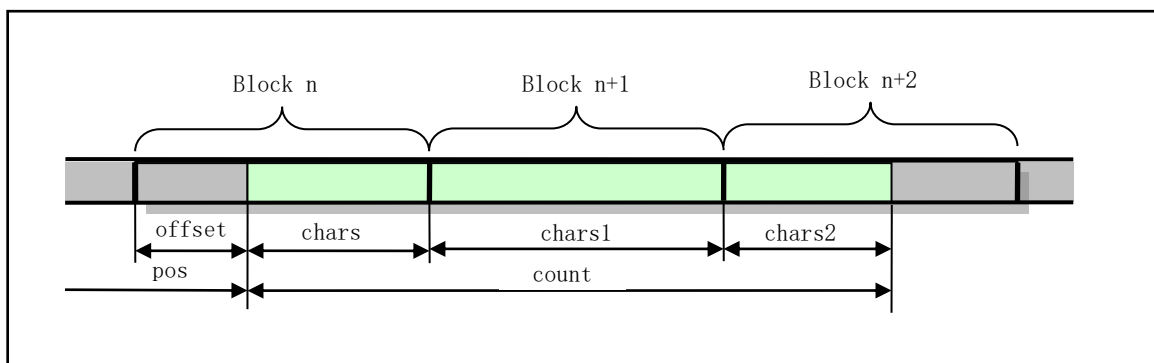 Block n
Block n+1
Block n+2
offset
chars
chars1
chars2
pos
count